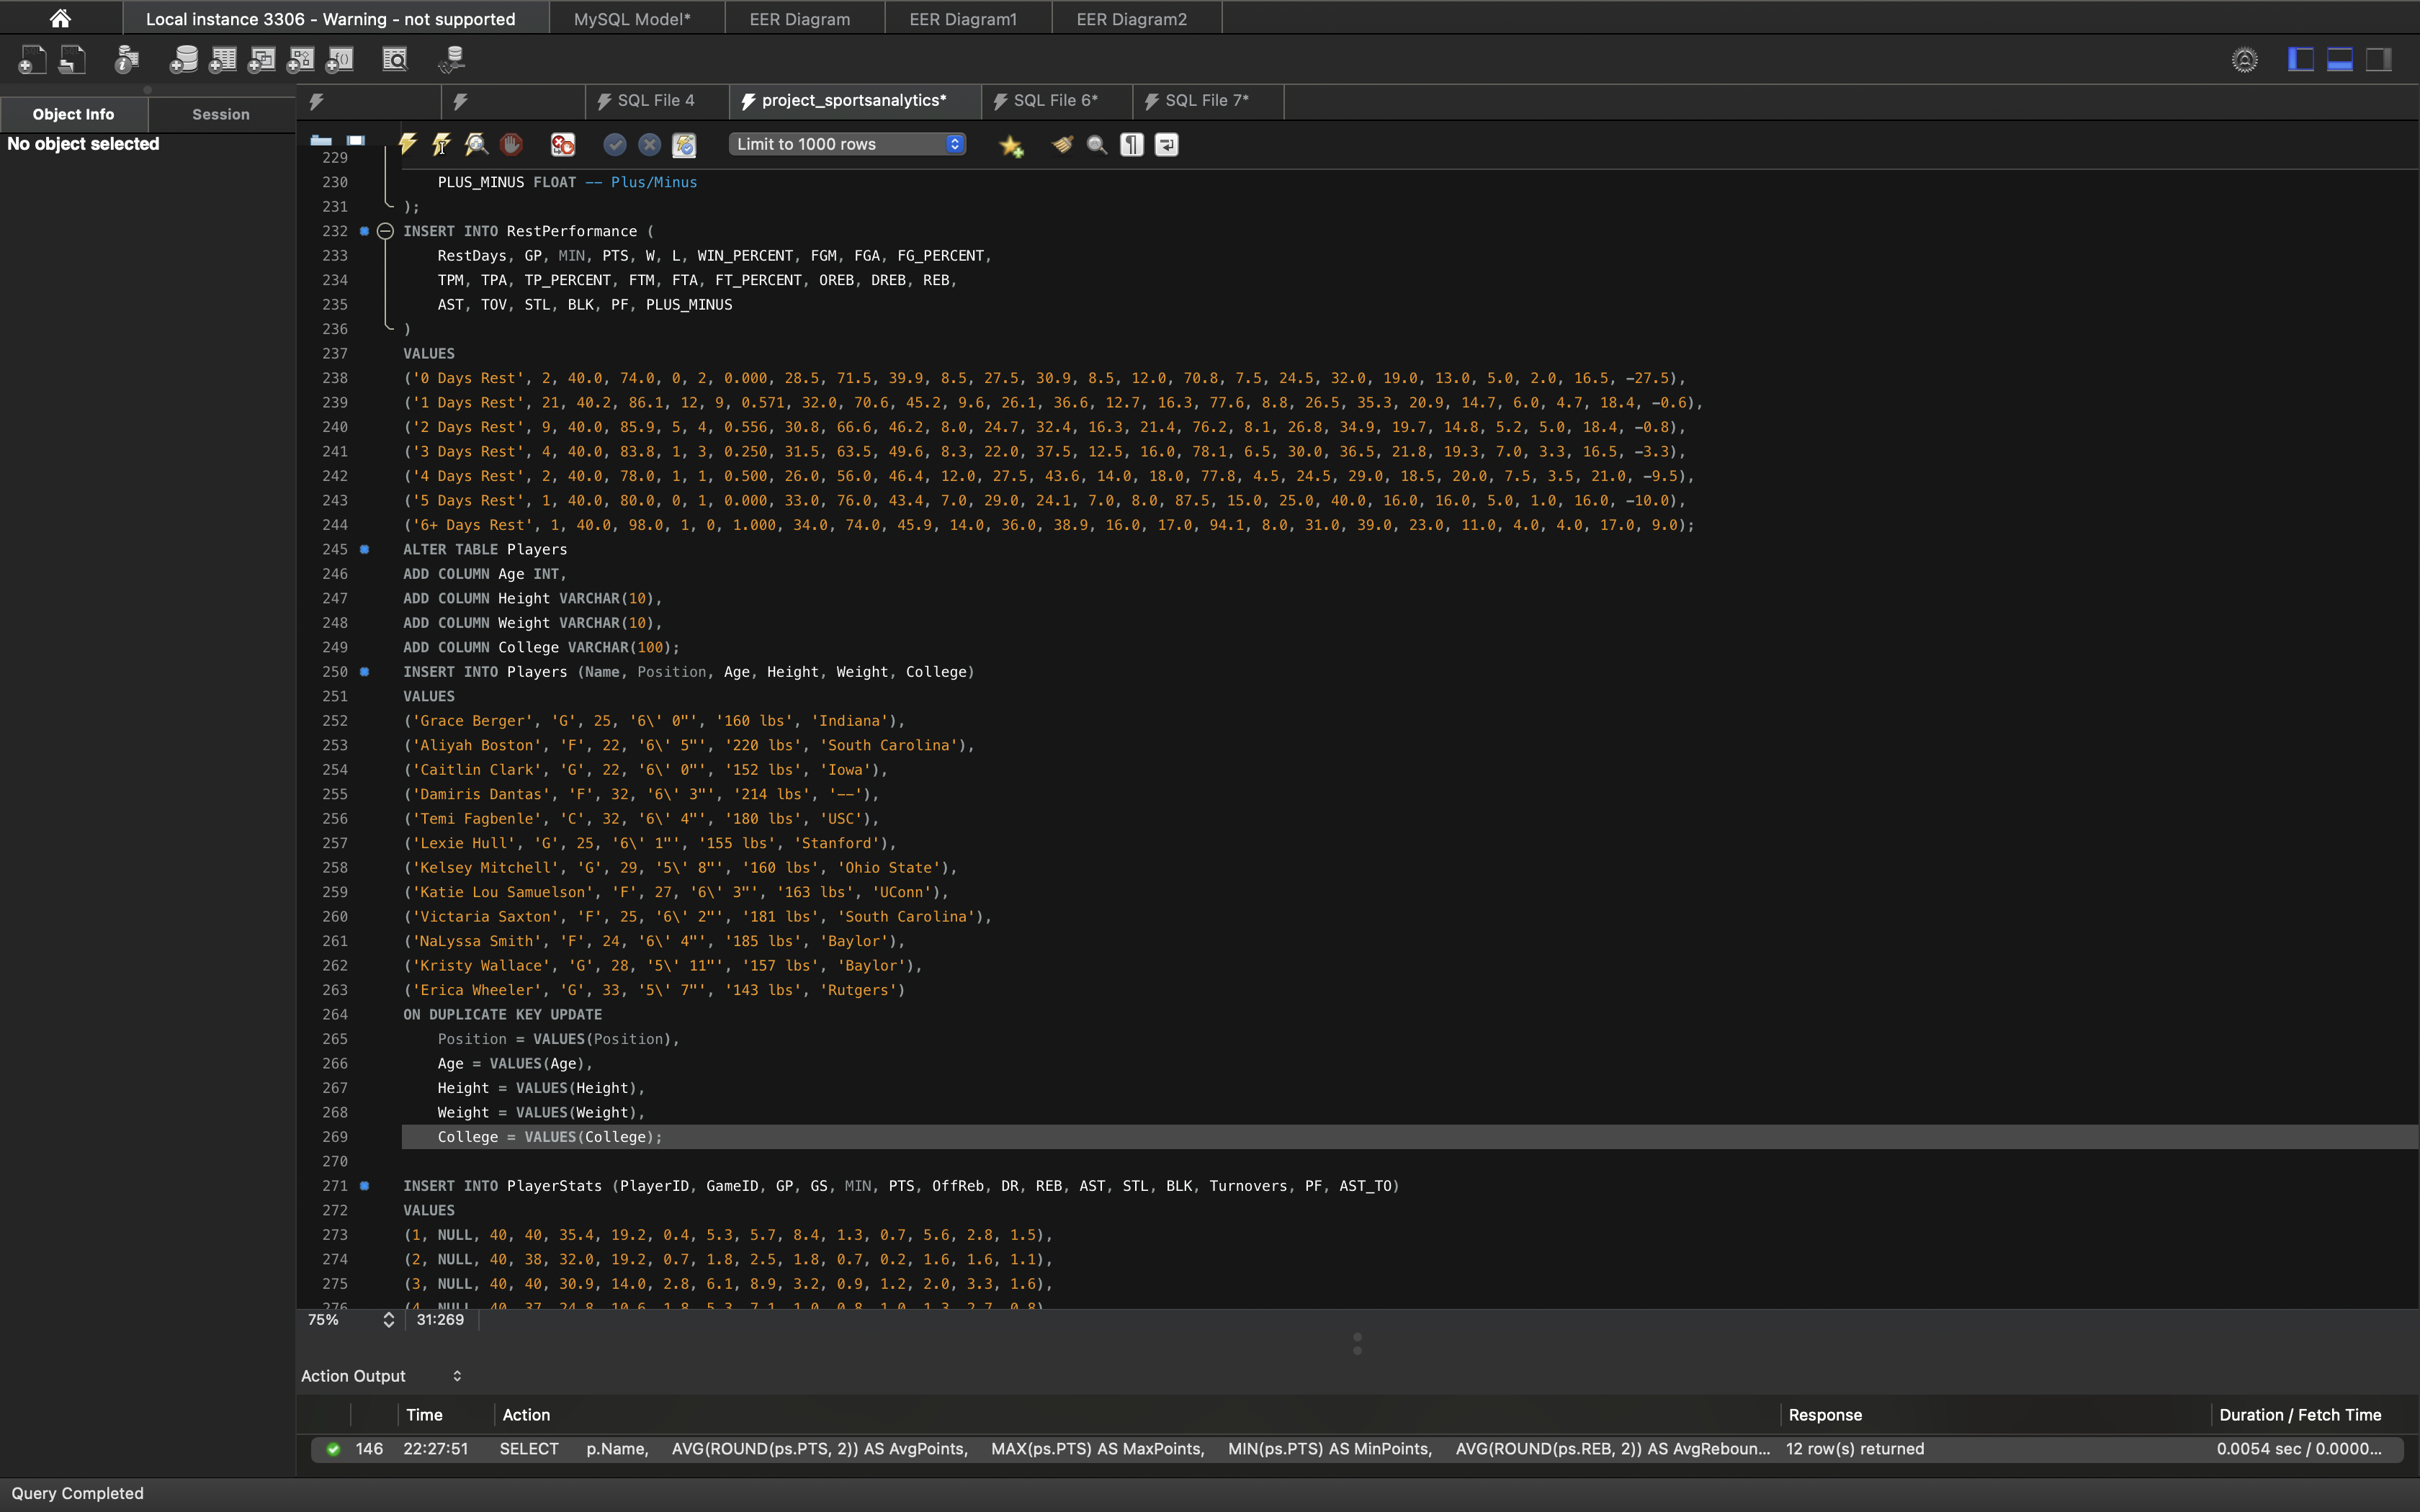 Local instance 3306 - Warning - not supported
MySQL Model*
EER Diagram
EER Diagram1
EER Diagram2
Object Info
Session
No object selected
SQL File 4
project_sportsanalytics*
SQL File 6*
SQL File 7*
Limit to 1000 rows
229
230 PLUS_MINUS FLOAT -- Plus/Minus
231 );
232 INSERT INTO RestPerformance (
233 RestDays, GP, MIN, PTS, W, L, WIN_PERCENT, FGM, FGA, FG_PERCENT,
234 TPM, TPA, TP_PERCENT, FTM, FTA, FT_PERCENT, OREB, DREB, REB,
235 AST, TOV, STL, BLK, PF, PLUS_MINUS
236 )
237 VALUES
238 ('0 Days Rest', 2, 40.0, 74.0, 0, 2, 0.000, 28.5, 71.5, 39.9, 8.5, 27.5, 30.9, 8.5, 12.0, 70.8, 7.5, 24.5, 32.0, 19.0, 13.0, 5.0, 2.0, 16.5, -27.5),
239 ('1 Days Rest', 21, 40.2, 86.1, 12, 9, 0.571, 32.0, 70.6, 45.2, 9.6, 26.1, 36.6, 12.7, 16.3, 77.6, 8.8, 26.5, 35.3, 20.9, 14.7, 6.0, 4.7, 18.4, -0.6),
240 ('2 Days Rest', 9, 40.0, 85.9, 5, 4, 0.556, 30.8, 66.6, 46.2, 8.0, 24.7, 32.4, 16.3, 21.4, 76.2, 8.1, 26.8, 34.9, 19.7, 14.8, 5.2, 5.0, 18.4, -0.8),
241 ('3 Days Rest', 4, 40.0, 83.8, 1, 3, 0.250, 31.5, 63.5, 49.6, 8.3, 22.0, 37.5, 12.5, 16.0, 78.1, 6.5, 30.0, 36.5, 21.8, 19.3, 7.0, 3.3, 16.5, -3.3),
242 ('4 Days Rest', 2, 40.0, 78.0, 1, 1, 0.500, 26.0, 56.0, 46.4, 12.0, 27.5, 43.6, 14.0, 18.0, 77.8, 4.5, 24.5, 29.0, 18.5, 20.0, 7.5, 3.5, 21.0, -9.5),
243 ('5 Days Rest', 1, 40.0, 80.0, 0, 1, 0.000, 33.0, 76.0, 43.4, 7.0, 29.0, 24.1, 7.0, 8.0, 87.5, 15.0, 25.0, 40.0, 16.0, 16.0, 5.0, 1.0, 16.0, -10.0),
244 ('6+ Days Rest', 1, 40.0, 98.0, 1, 0, 1.000, 34.0, 74.0, 45.9, 14.0, 36.0, 38.9, 16.0, 17.0, 94.1, 8.0, 31.0, 39.0, 23.0, 11.0, 4.0, 4.0, 17.0, 9.0);
245 ALTER TABLE Players
246 ADD COLUMN Age INT,
247 ADD COLUMN Height VARCHAR(10),
248 ADD COLUMN Weight VARCHAR(10),
249 ADD COLUMN College VARCHAR(100);
250 INSERT INTO Players (Name, Position, Age, Height, Weight, College)
251 VALUES
252 ('Grace Berger', 'G', 25, '6\' 0"', '160 lbs', 'Indiana'),
253 ('Aliyah Boston', 'F', 22, '6\' 5"', '220 lbs', 'South Carolina'),
254 ('Caitlin Clark', 'G', 22, '6\' 0"', '152 lbs', 'Iowa'),
255 ('Damiris Dantas', 'F', 32, '6\' 3"', '214 lbs', '--'),
256 ('Temi Fagbenle', 'C', 32, '6\' 4"', '180 lbs', 'USC'),
257 ('Lexie Hull', 'G', 25, '6\' 1"', '155 lbs', 'Stanford'),
258 ('Kelsey Mitchell', 'G', 29, '5\' 8"', '160 lbs', 'Ohio State'),
259 ('Katie Lou Samuelson', 'F', 27, '6\' 3"', '163 lbs', 'UConn'),
260 ('Victaria Saxton', 'F', 25, '6\' 2"', '181 lbs', 'South Carolina'),
261 ('NaLyssa Smith', 'F', 24, '6\' 4"', '185 lbs', 'Baylor'),
262 ('Kristy Wallace', 'G', 28, '5\' 11"', '157 lbs', 'Baylor'),
263 ('Erica Wheeler', 'G', 33, '5\' 7"', '143 lbs', 'Rutgers')
264 ON DUPLICATE KEY UPDATE
265 Position = VALUES(Position),
266 Age = VALUES(Age),
267 Height = VALUES(Height),
268 Weight = VALUES(Weight),
269 College = VALUES(College);
270
271 INSERT INTO PlayerStats (PlayerID, GameID, GP, GS, MIN, PTS, OffReb, DR, REB, AST, STL, BLK, Turnovers, PF, AST_TO)
272 VALUES
273 (1, NULL, 40, 40, 35.4, 19.2, 0.4, 5.3, 5.7, 8.4, 1.3, 0.7, 5.6, 2.8, 1.5),
274 (2, NULL, 40, 38, 32.0, 19.2, 0.7, 1.8, 2.5, 1.8, 0.7, 0.2, 1.6, 1.6, 1.1),
275 (3, NULL, 40, 40, 30.9, 14.0, 2.8, 6.1, 8.9, 3.2, 0.9, 1.2, 2.0, 3.3, 1.6),
276 (4, NULL, 40, 37, 24.8, 10.6, 1.8, 5.3, 7.1, 1.0, 0.8, 1.0, 1.3, 2.7, 0.8)
75% 31:269
Action Output
Time Action Response Duration / Fetch Time
146 22:27:51 SELECT p.Name, AVG(ROUND(ps.PTS, 2)) AS AvgPoints, MAX(ps.PTS) AS MaxPoints, MIN(ps.PTS) AS MinPoints, AVG(ROUND(ps.REB, 2)) AS AvgReboun... 12 row(s) returned 0.0054 sec / 0.0000...
Query Completed